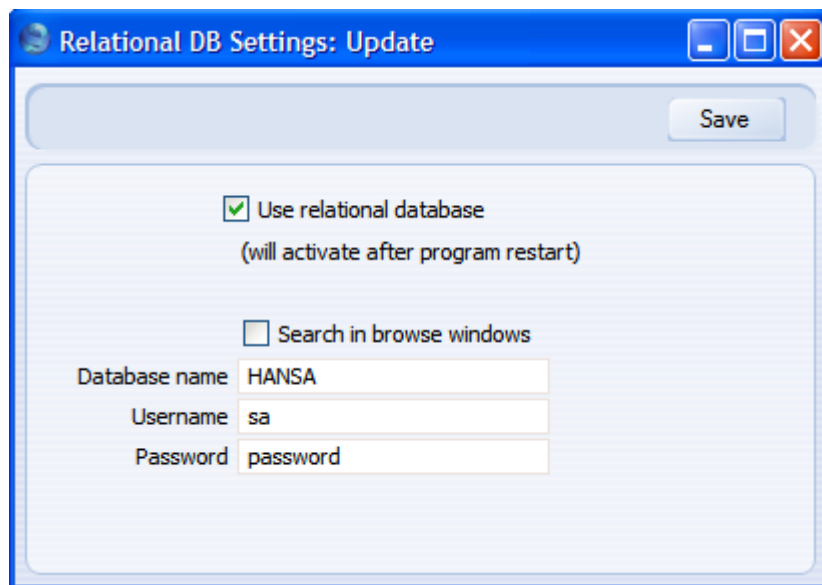 Relational DB Settings: Update
Save
Use relational database
(will activate after program restart)
Search in browse windows
Database name HANSA
Username sa
Password password